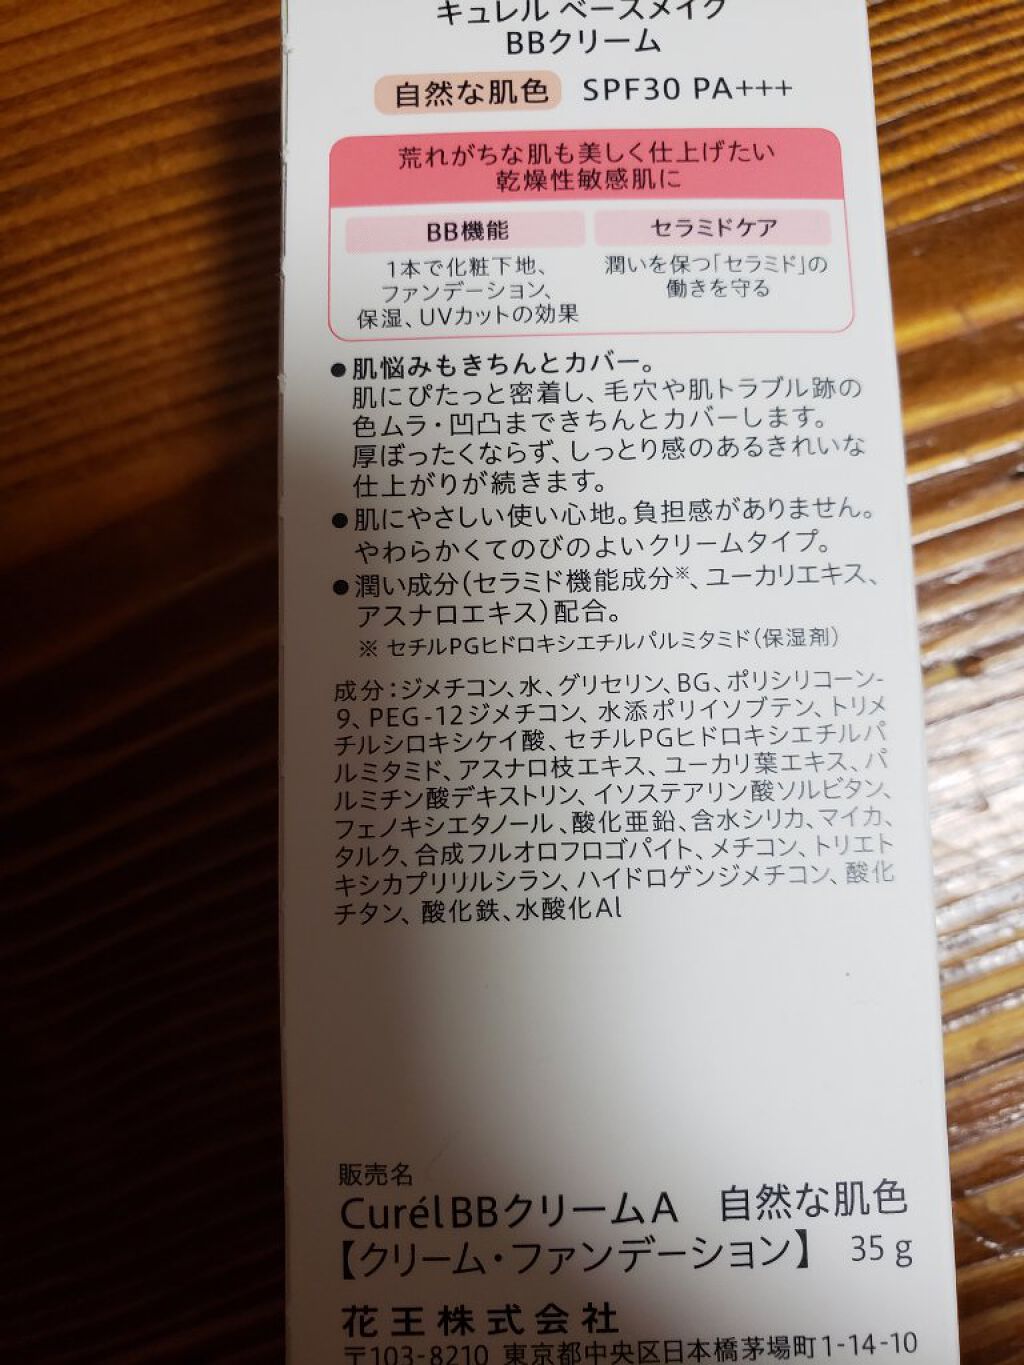 キュレル ベースメイク
BBクリーム
自然な肌色 SPF30 PA+++
荒れがちな肌も美しく仕上げたい
乾燥性敏感肌に
BB機能
1本で化粧下地、
ファンデーション、
保湿、UVカットの効果
セラミドケア
潤いを保つ「セラミド」の
働きを守る
●肌悩みもきちんとカバー。
肌にぴたっと密着し、毛穴や肌トラブル跡の
色ムラ・凹凸まできちんとカバーします。
厚ぼったくならず、しっとり感のあるきれいな
仕上がりが続きます。
●肌にやさしい使い心地。負担感がありません。
やわらかくてのびのよいクリームタイプ。
●潤い成分(セラミド機能成分※、ユーカリエキス、
アスナロエキス)配合。
※ セチルPGヒドロキシエチルパルミタミド(保湿剤)
成分:ジメチコン、水、グリセリン、BG、ポリシリコーン-
9、PEG-12ジメチコン、水添ポリイソブテン、トリメ
チルシロキシケイ酸、セチルPGヒドロキシエチルパ
ルミタミド、アスナロ枝エキス、ユーカリ葉エキス、パ
ルミチン酸デキストリン、イソステアリン酸ソルビタン、
フェノキシエタノール、酸化亜鉛、含水シリカ、マイカ、
タルク、合成フルオロフロゴパイト、メチコン、トリエト
キシカプリリルシラン、ハイドロゲンジメチコン、酸化
チタン、酸化鉄、水酸化Al
販売名
CurélBBクリームA 自然な肌色
【クリーム・ファンデーション】 35g
花王株式会社
〒103-8210 東京都中央区日本橋茅場町1-14-10